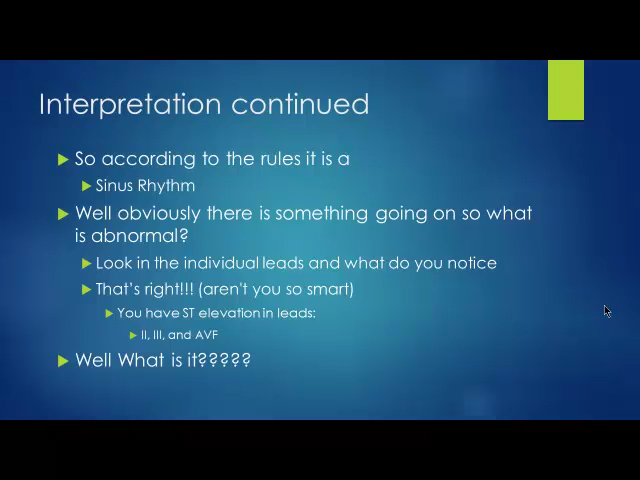 Interpretation continued
So according to the rules it is a
Sinus Rhythm
Well obviously there is something going on so what
is abnormal?
Look in the individual leads and what do you notice
That's right!!! (aren't you so smart)
You have ST elevation in leads:
II, III, and AVF
Well What is it?????